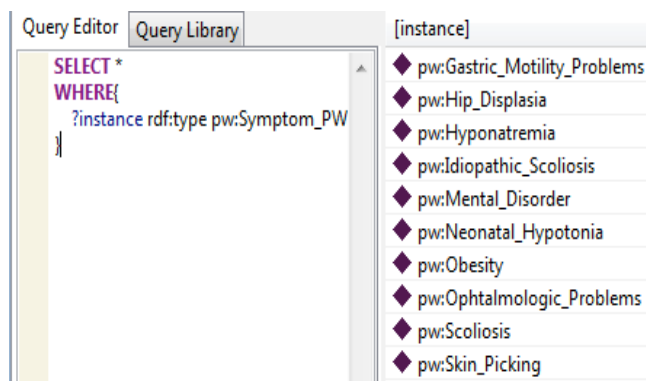 Query Editor
Query Library
SELECT *
WHERE{
?instance rdf:type pw:Symptom_PW
}
[instance]
pw:Gastric_Motility_Problems
pw:Hip_Displasia
pw:Hyponatremia
pw:Idiopathic_Scoliosis
pw:Mental_Disorder
pw:Neonatal_Hypotonia
pw:Obesity
pw:Ophtalmologic_Problems
pw:Scoliosis
pw:Skin_Picking